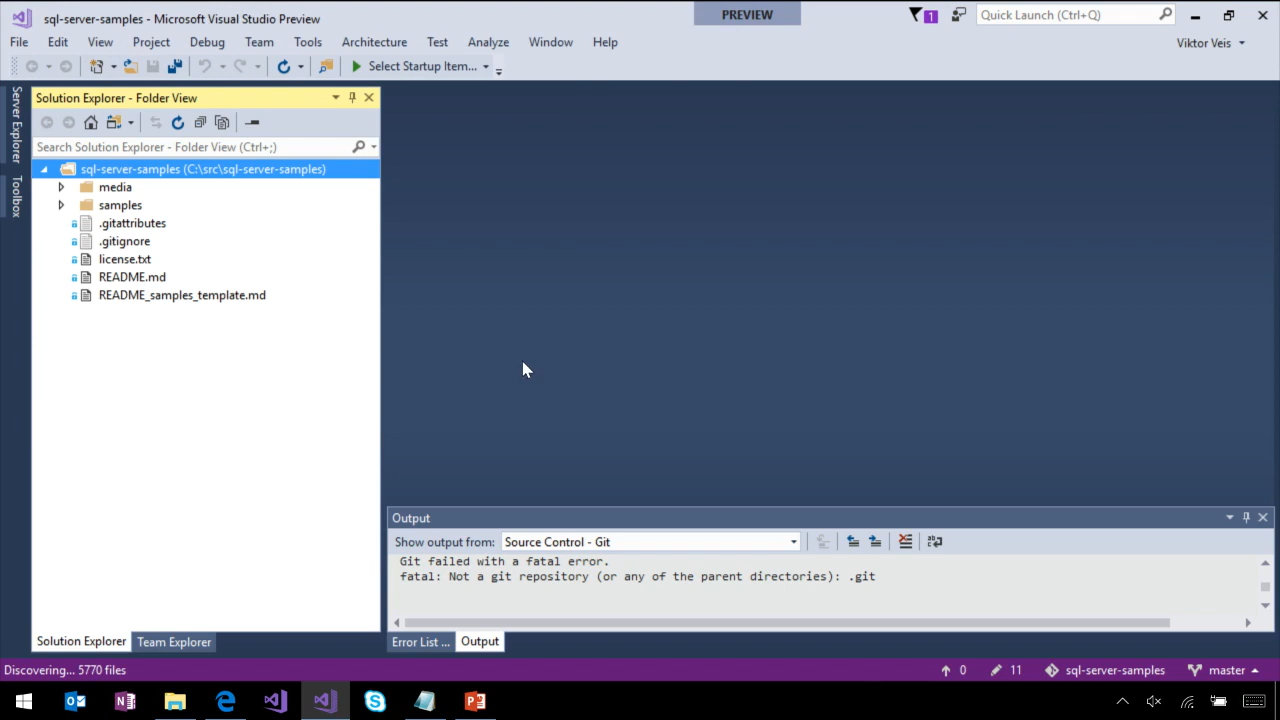 sql-server-samples - Microsoft Visual Studio Preview
PREVIEW
1
Quick Launch (Ctrl+Q)
File Edit View Project Debug Team Tools Architecture Test Select Analyze Window Help
Viktor Veis
Select Startup Item...
Server Explorer
Toolbox
Solution Explorer - Folder View
Search Solution Explorer - Folder View (Ctrl+;)
sql-server-samples (C:\src\sql-server-samples)
media
samples
.gitattributes
.gitignore
license.txt
README.md
README_samples_template.md
Solution Explorer Team Explorer
Output
Show output from: Source Control - Git
Git failed with a fatal error.
fatal: Not a git repository (or any of the parent directories): .git
Error List ... Output
Discovering... 5770 files
0 11 sql-server-samples master